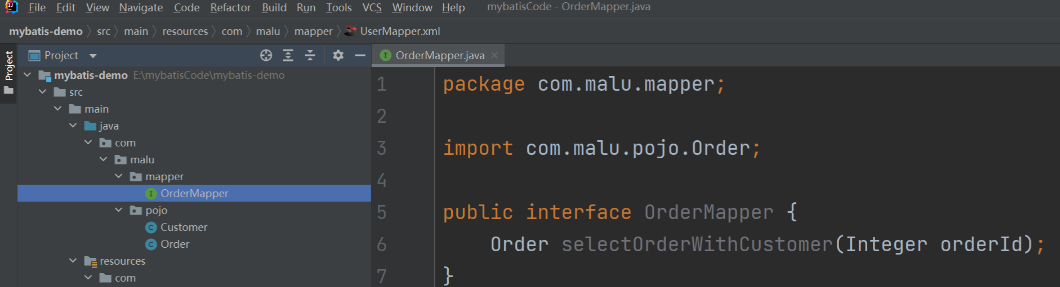 File Edit View Navigate Code Refactor Build Run Tools VCS Window Help mybatisCode - OrderMapper.java
mybatis-demo src main resources com malu mapper UserMapper.xml
Project
Project
OrderMapper.java
mybatis-demo E:\mybatisCode\mybatis-demo
src
main
java
com
malu
mapper
OrderMapper
pojo
Customer
Order
resources
com
1 package com.malu.mapper;
2
3 import com.malu.pojo.Order;
4
5 public interface OrderMapper {
6 Order selectOrderWithCustomer(Integer orderId);
7 }